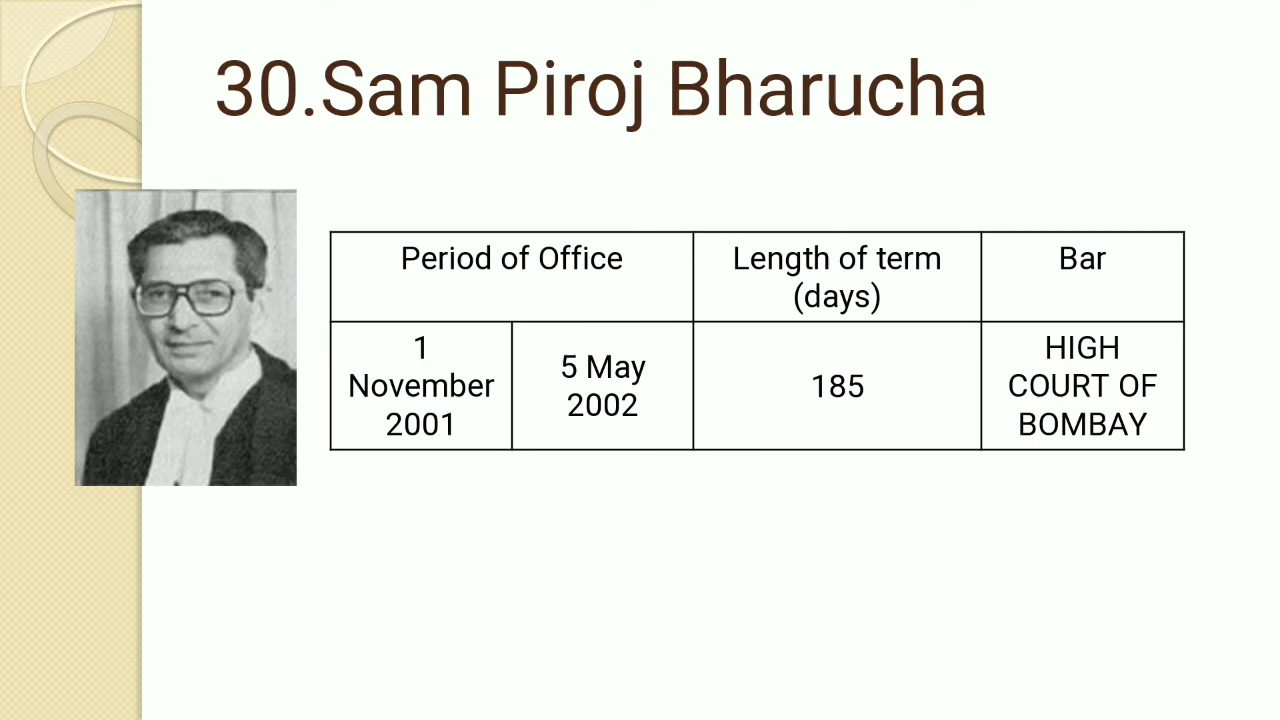 30.Sam Piroj Bharucha
Period of Office
Length of term
(days)
Bar
1
November
2001
5 May
2002
185
HIGH
COURT OF
BOMBAY